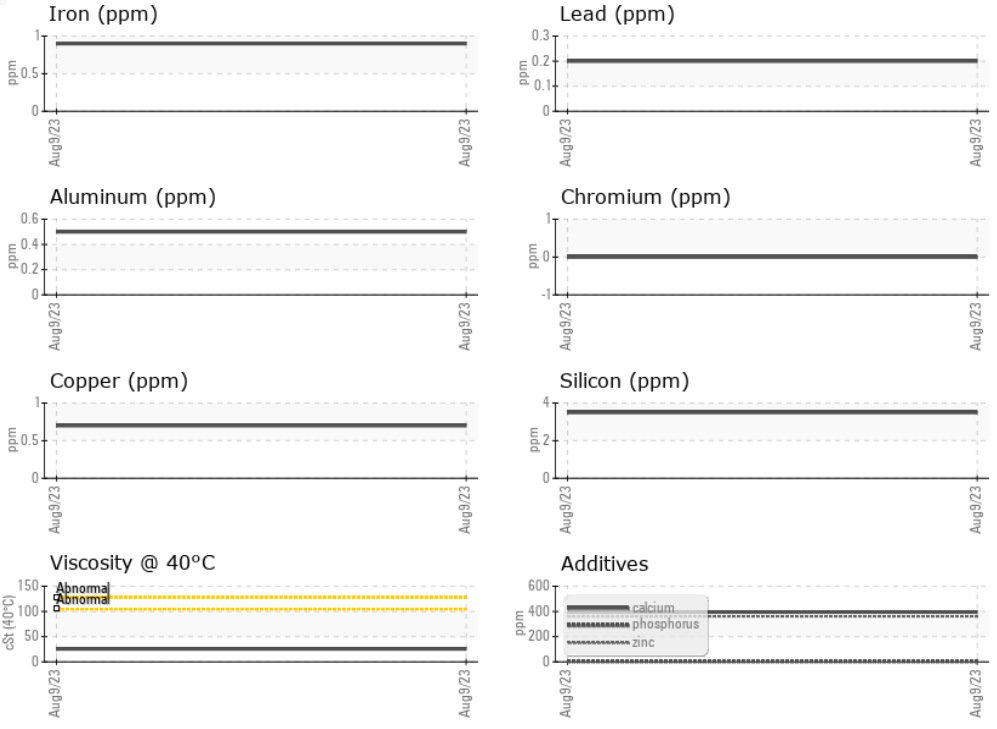 Iron (ppm)
1
0.5
0
ppm
Aug9/23
Aug9/23
Lead (ppm)
0.3
0.2
0.1
0
ppm
Aug9/23
Aug9/23
Aluminum (ppm)
0.6
0.4
0.2
0
ppm
Aug9/23
Aug9/23
Chromium (ppm)
1
0
-1
ppm
Aug9/23
Aug9/23
Copper (ppm)
1
0.5
0
ppm
Aug9/23
Aug9/23
Silicon (ppm)
4
2
0
ppm
Aug9/23
Aug9/23
Viscosity @ 40°C
150
100
50
0
cSt (40°C)
Abnormal
Abnormal
Aug9/23
Aug9/23
Additives
600
400
200
0
ppm
calcium
phosphorus
zinc
Aug9/23
Aug9/23